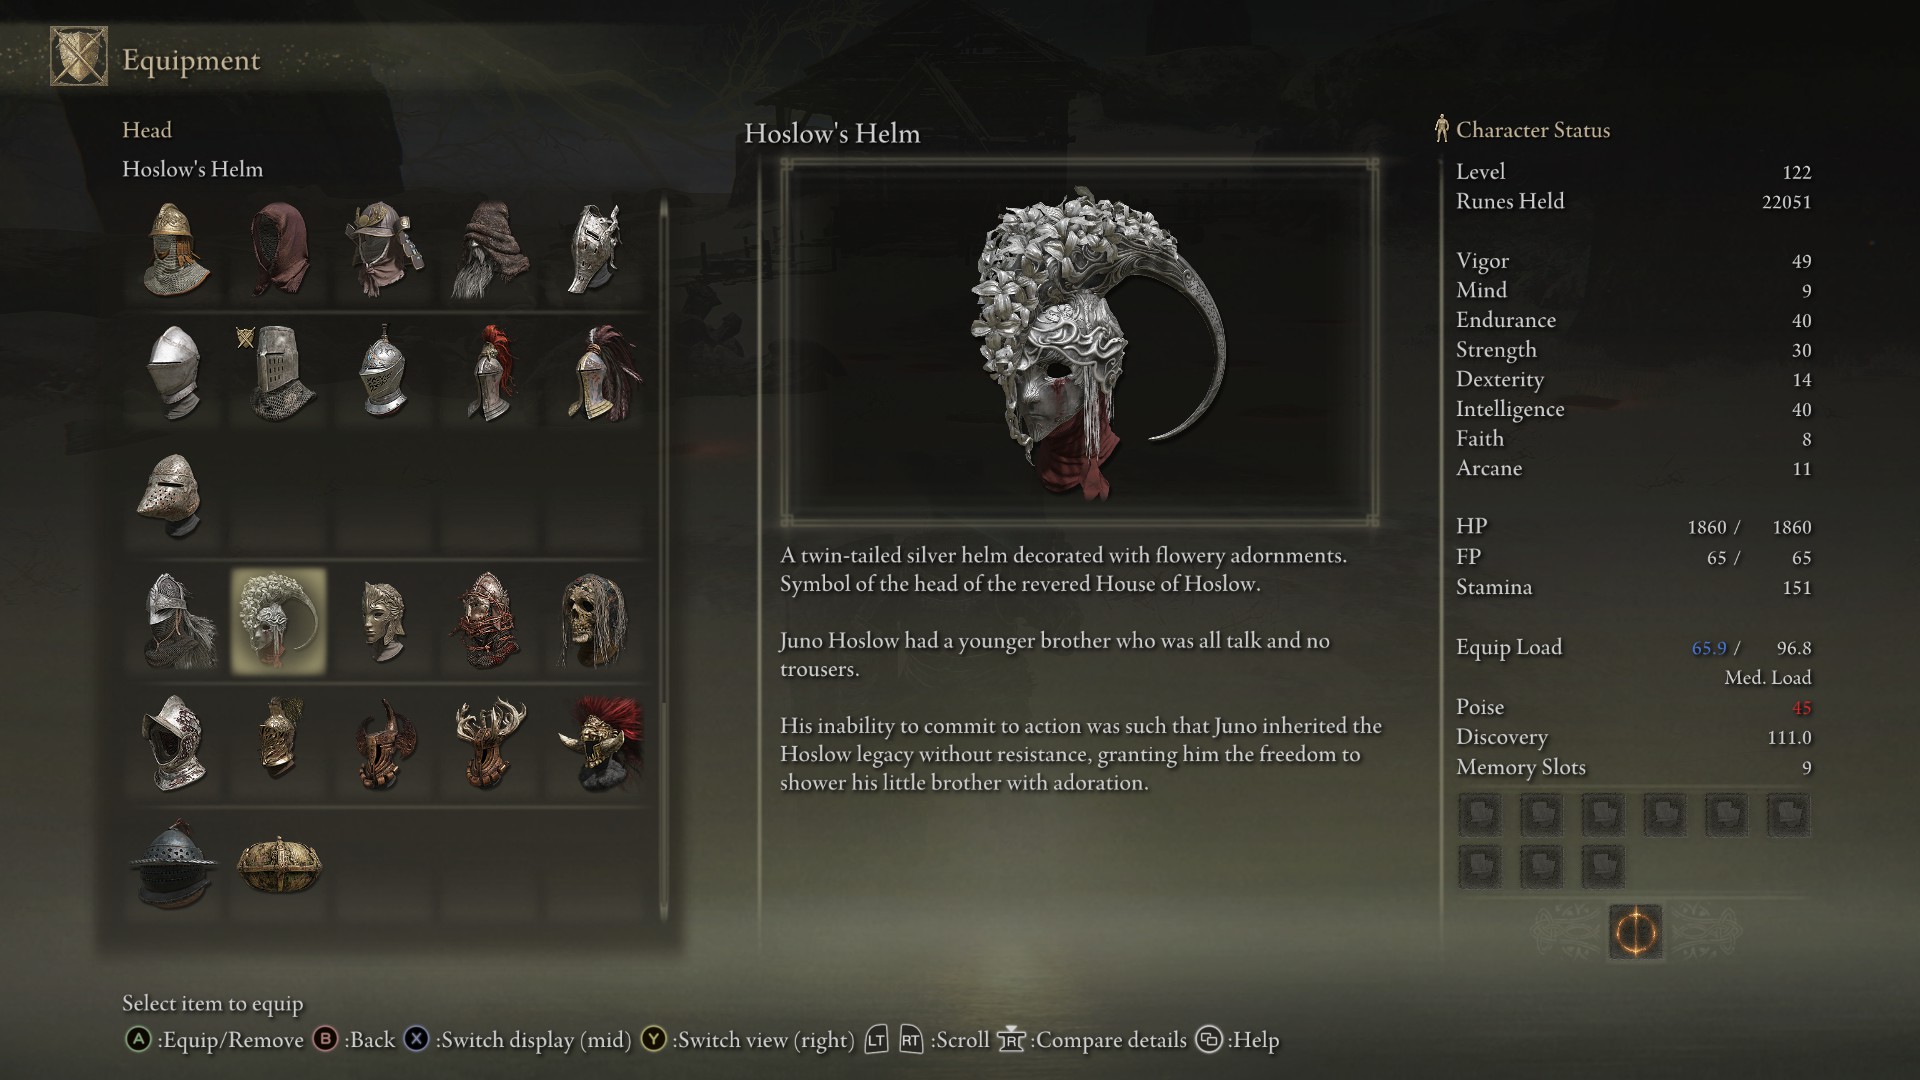 Equipment
Head
Hoslow's Helm
Hoslow's Helm
A twin-tailed silver helm decorated with flowery adornments.
Symbol of the head of the revered House of Hoslow.
Juno Hoslow had a younger brother who was all talk and no
trousers.
His inability to commit to action was such that Juno inherited the
Hoslow legacy without resistance, granting him the freedom to
shower his little brother with adoration.
Character Status
Level 122
Runes Held 22051
Vigor 49
Mind 9
Endurance 40
Strength 30
Dexterity 14
Intelligence 40
Faith 8
Arcane 11
HP 1860 / 1860
FP 65 / 65
Stamina 151
Equip Load 65.9 / 96.8
Med. Load
Poise 45
Discovery 111.0
Memory Slots 9
Select item to equip
A :Equip/Remove B :Back X :Switch display (mid) Y :Switch view (right) LT RT :Scroll R :Compare details :Help